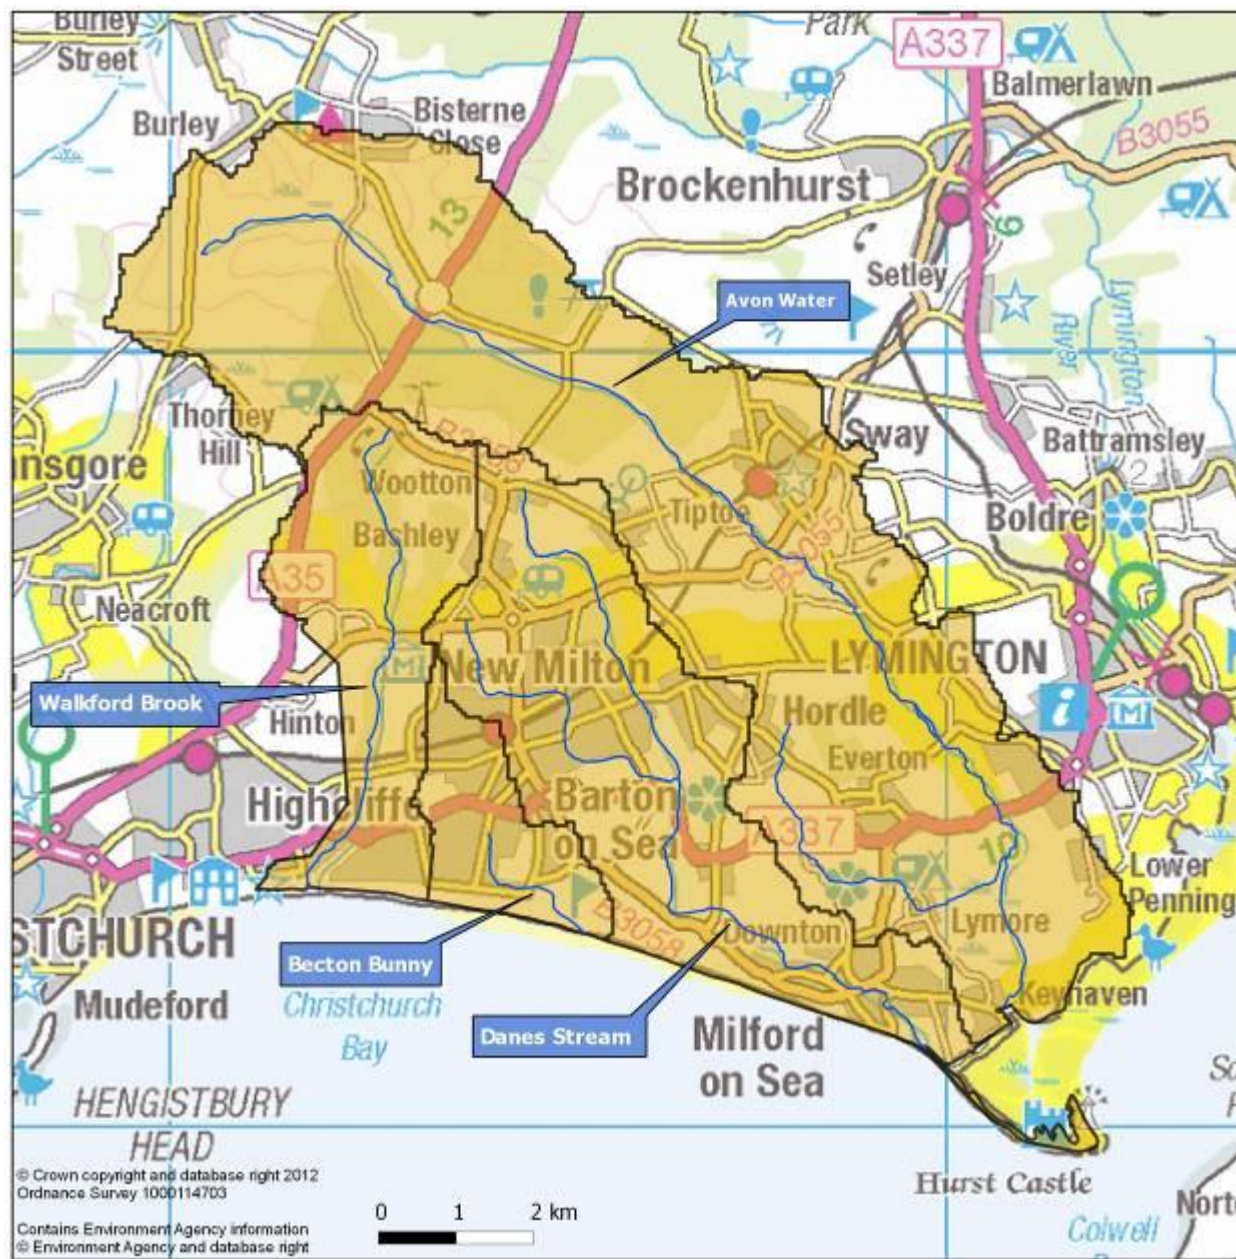 Burley
Street
Park
A337
Balmerlawn
Burley
Bisterne
Close
B3055
Brockenhurst
13
6
Setley
Avon Water
Lymington
River
Thorney
Hill
Sway
Battramsley
B3058
Wootton
Tiptoe
Boldre
Bashley
B3055
A35
Neacroft
New Milton
LYMINGTON
Walkford Brook
Hinton
Hordle
Everton
Highcliffe
Barton
on Sea
A337
10
Lower
STCHURCH
B3058
Downton
Lymore
Becton Bunny
Mudeford
Christchurch
Bay
Keyhaven
Danes Stream
Milford
on Sea
HENGISTBURY
HEAD
© Crown copyright and database right 2012
Ordnance Survey 1000114703
Hurst Castle
Contains Environment Agency information
© Environment Agency and database right
0 1 2 km
Colwell